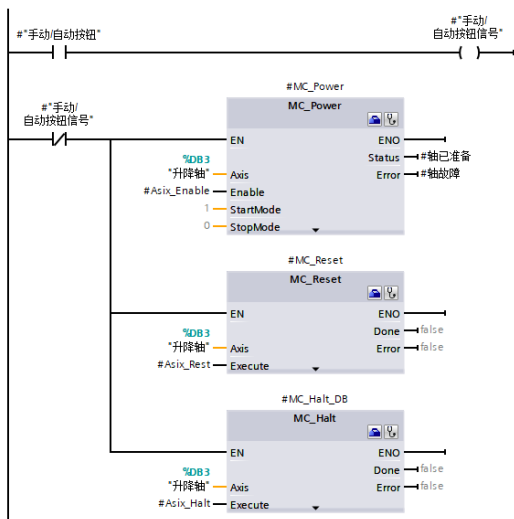 #"手动/自动按钮"
#"手动/
自动按钮信号"
#"手动/
自动按钮信号"
#MC_Power
MC_Power
EN
ENO
Status
#轴已准备
%DB3
"升降轴"
Axis
Error
#轴故障
#Asix_Enable
Enable
1
StartMode
0
StopMode
#MC_Reset
MC_Reset
EN
ENO
Done
false
%DB3
"升降轴"
Axis
Error
false
#Asix_Rest
Execute
#MC_Halt_DB
MC_Halt
EN
ENO
Done
false
%DB3
"升降轴"
Axis
Error
false
#Asix_Halt
Execute